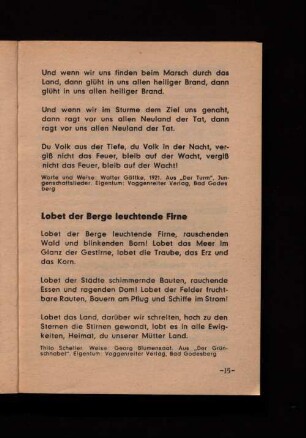 Und wenn wir uns finden beim Marsch durch das
Land, dann glüht in uns allen heiliger Brand, dann
glüht in uns allen heiliger Brand.
Und wenn wir im Sturme dem Ziel uns genaht,
dann ragt vor uns allen Neuland der Tat, dann
ragt vor uns allen Neuland der Tat.
Du Volk aus der Tiefe, du Volk in der Nacht, ver-
giß nicht das Feuer, bleib auf der Wacht, vergiß
nicht das Feuer, bleib auf der Wacht!
Worte und Weise: Walter Gättke, 1921. Aus „Der Turm", Jun-
genschaftslieder; Eigentum: Voggenreiter Verlag, Bad Godes
berg
Lobet der Berge leuchtende Firne
Lobet der Berge leuchtende Firne, rauschenden
Wald und blinkenden Born! Lobet das Meer im
Glanz der Gestirne, lobet die Traube, das Erz und
das Korn.
Lobet der Städte schimmernde Bauten, rauchende
Essen und ragenden Dom! Lobet der Felder frucht-
bare Rauten, Bauern am Pflug und Schiffe im Strom!
Lobet das Land, darüber wir schreiten, hoch zu den
Sternen die Stirnen gewandt, lobt es in alle Ewig-
keiten, Heimat, du unserer Mütter Land.
Thilo Scheller. Weise: Georg Blumensaat. Aus „Der Gran-
schnabel". Eigentum: Voggenreiter Verlag, Bad Godesberg
–15–